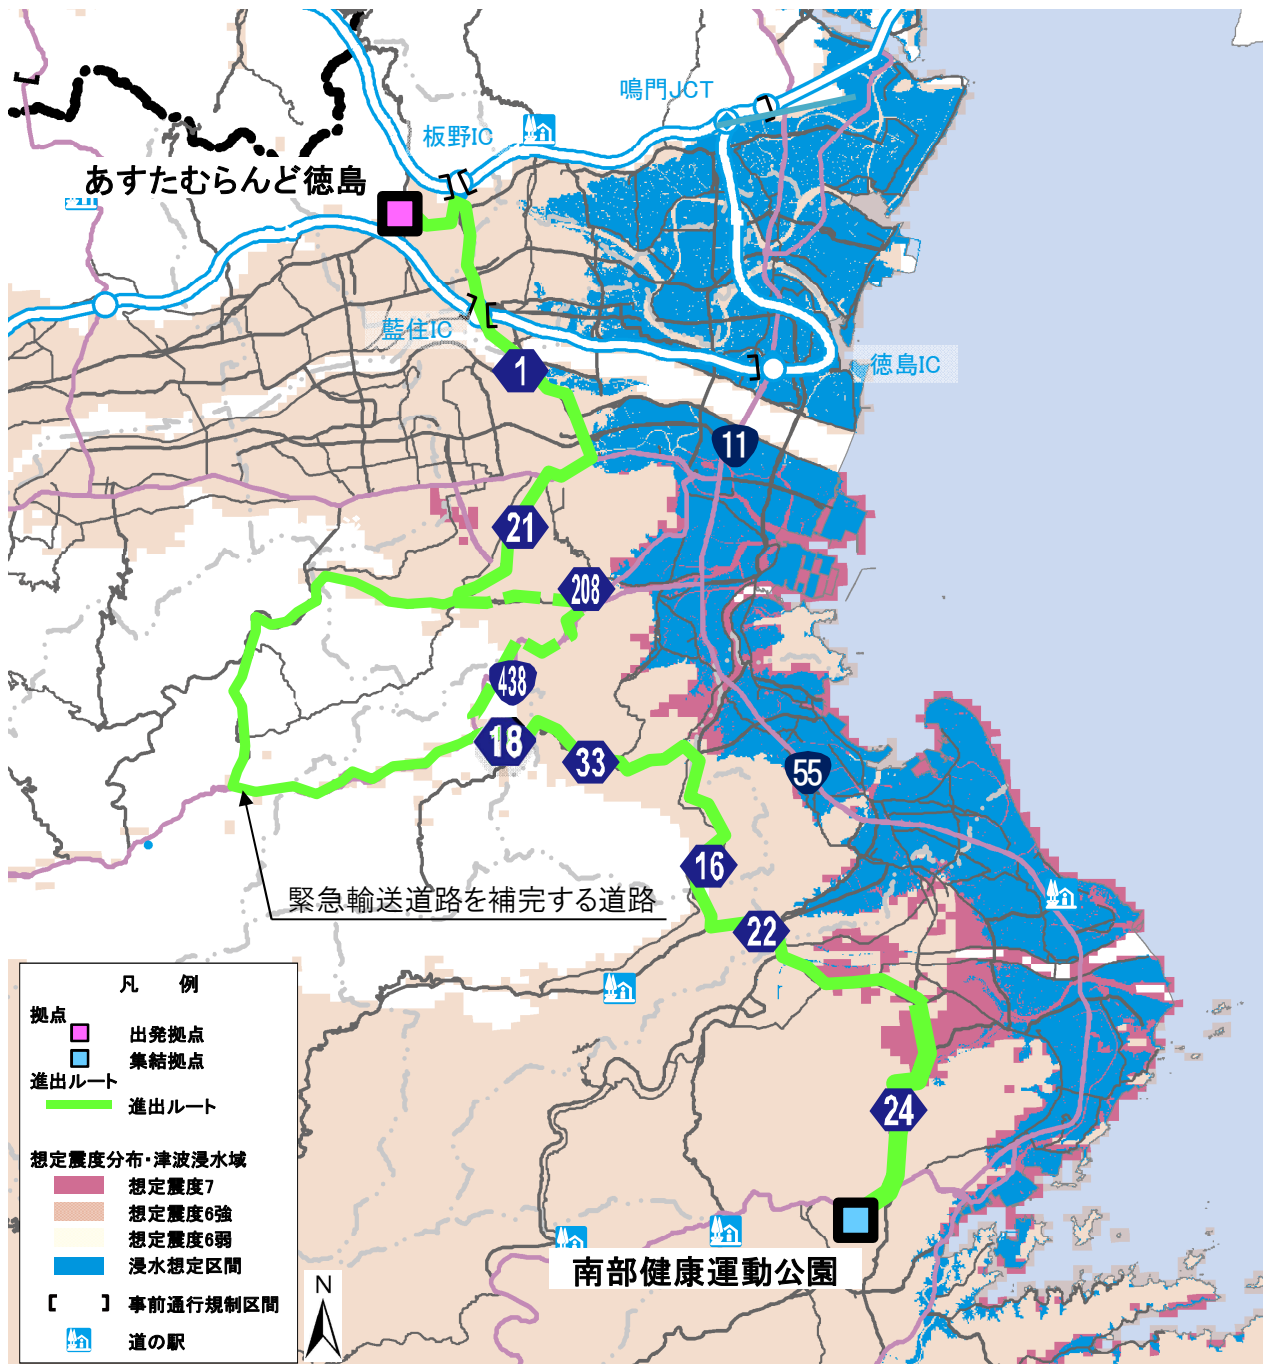 鳴門JCT
板野IC
あすたむらんど徳島
藍住IC
徳島IC
1
11
21
208
438
18
33
55
16
緊急輸送道路を補完する道路
22
24
南部健康運動公園
凡 例
拠点
出発拠点
集結拠点
進出ルート
進出ルート
想定震度分布・津波浸水域
想定震度7
想定震度6強
想定震度6弱
浸水想定区間
事前通行規制区間
道の駅
N